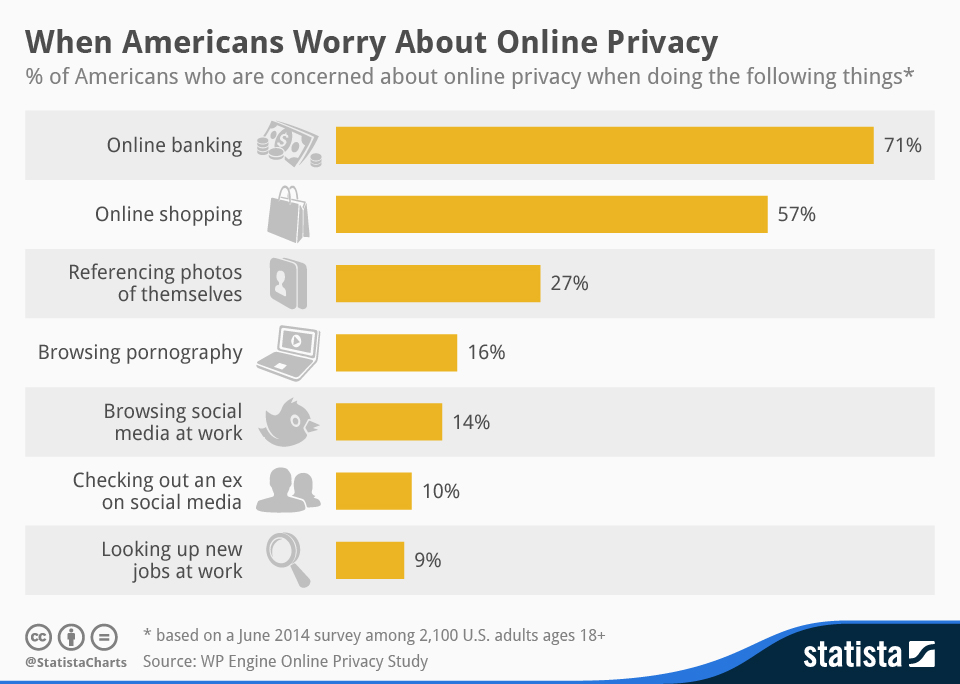 When Americans Worry About Online Privacy
% of Americans who are concerned about online privacy when doing the following things*
Online banking
71%
Online shopping
57%
Referencing photos
of themselves
27%
Browsing pornography
16%
Browsing social
media at work
14%
Checking out an ex
on social media
10%
Looking up new
jobs at work
9%
cc
@StatistaCharts
* based on a June 2014 survey among 2,100 U.S. adults ages 18+
Source: WP Engine Online Privacy Study
statista